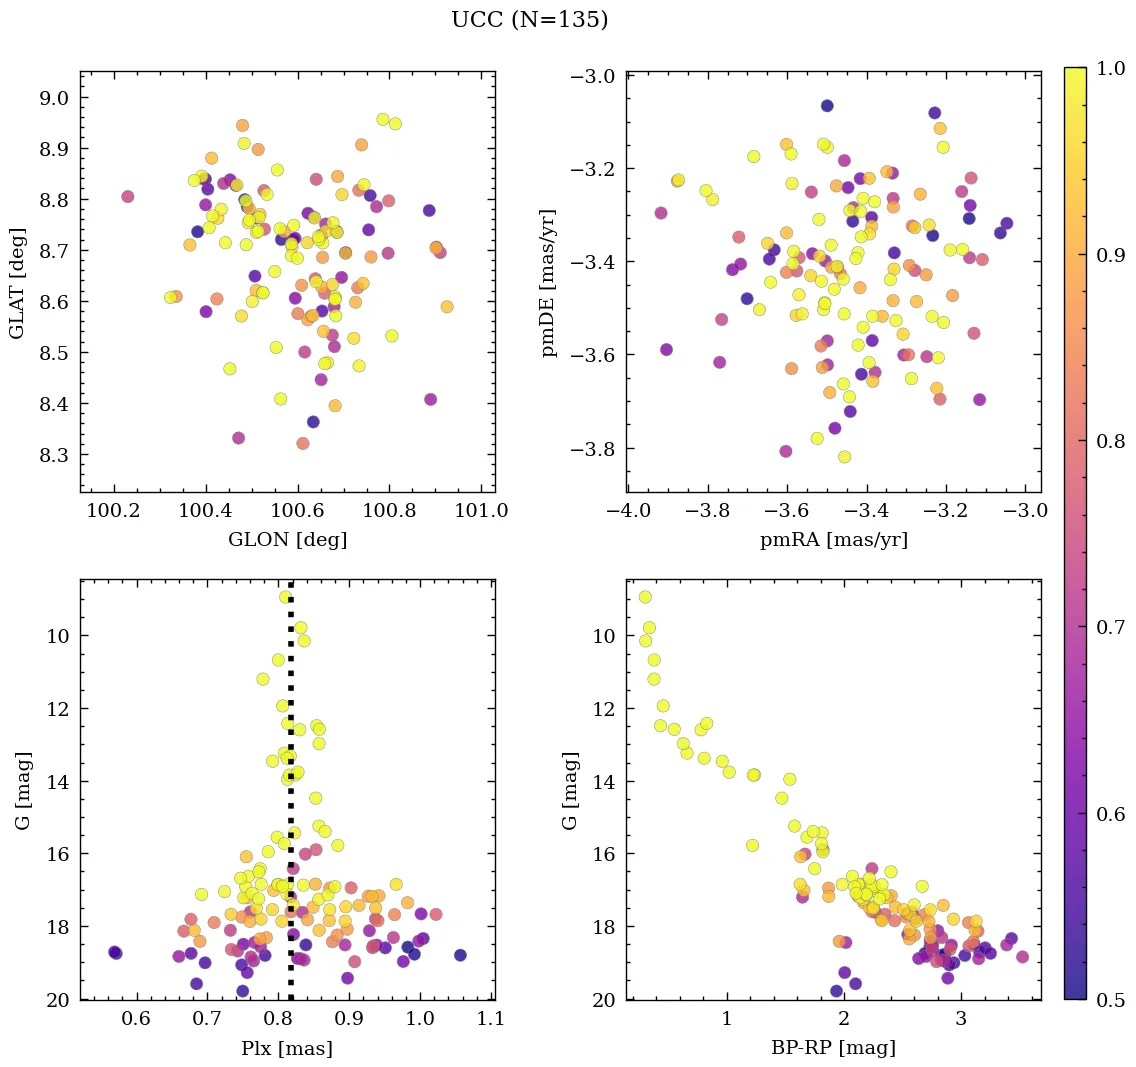 UCC (N=135)
9.0
8.9
8.8
8.7
8.6
8.5
8.4
8.3
GLAT [deg]
100.2 100.4 100.6 100.8 101.0
GLON [deg]
−3.0
−3.2
−3.4
−3.6
−3.8
pmDE [mas/yr]
−4.0 −3.8 −3.6 −3.4 −3.2 −3.0
pmRA [mas/yr]
1.0
0.9
0.8
0.7
0.6
0.5
10
12
14
16
18
20
G [mag]
0.6 0.7 0.8 0.9 1.0 1.1
Plx [mas]
10
12
14
16
18
20
G [mag]
1 2 3
BP-RP [mag]